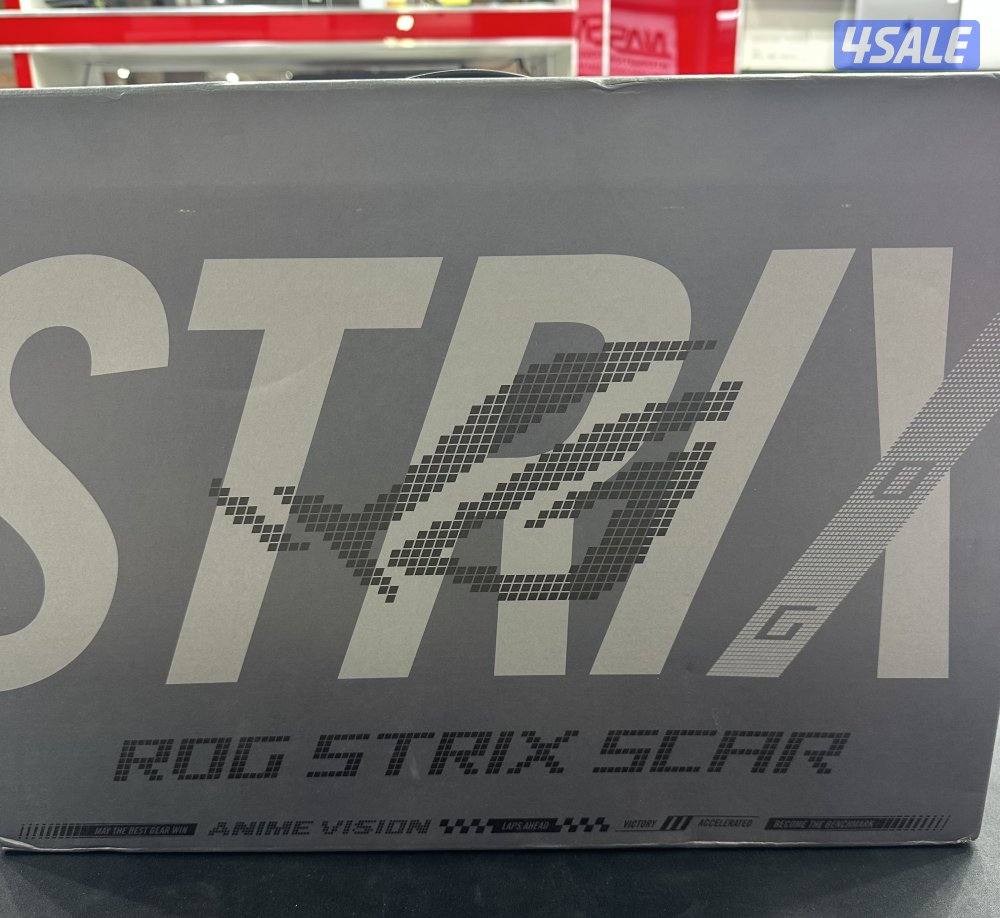 4SALE
STRIX
O
G
ROG STRIX SCAR
MAY THE BEST GEAR WIN ANIME VISION LAPS AHEAD VICTORY /// ACCELERATED BECOME THE BENCHMARK